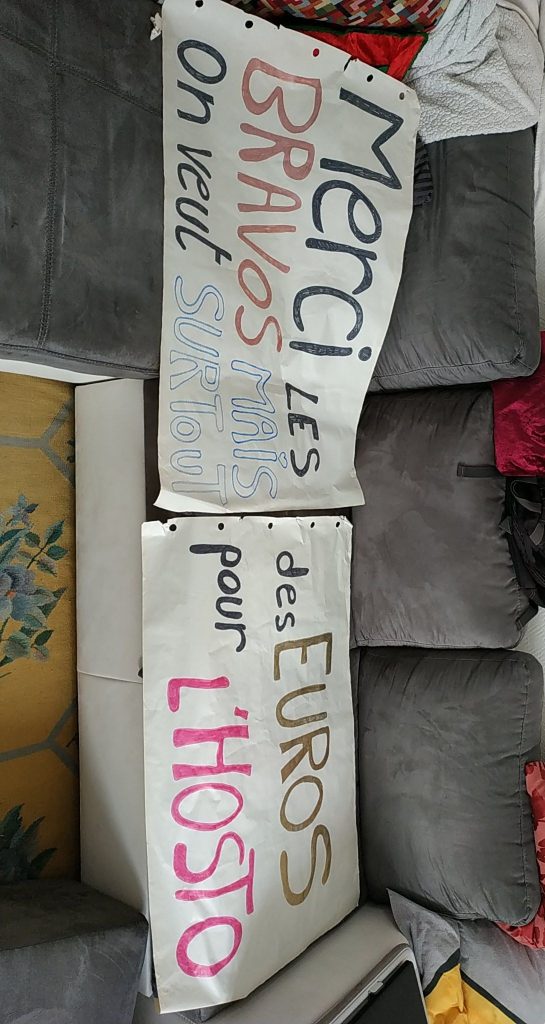 Merci LES
BRAVOS MAiS
on veut SURTOUT
des EUROS
pour L'HOSTO